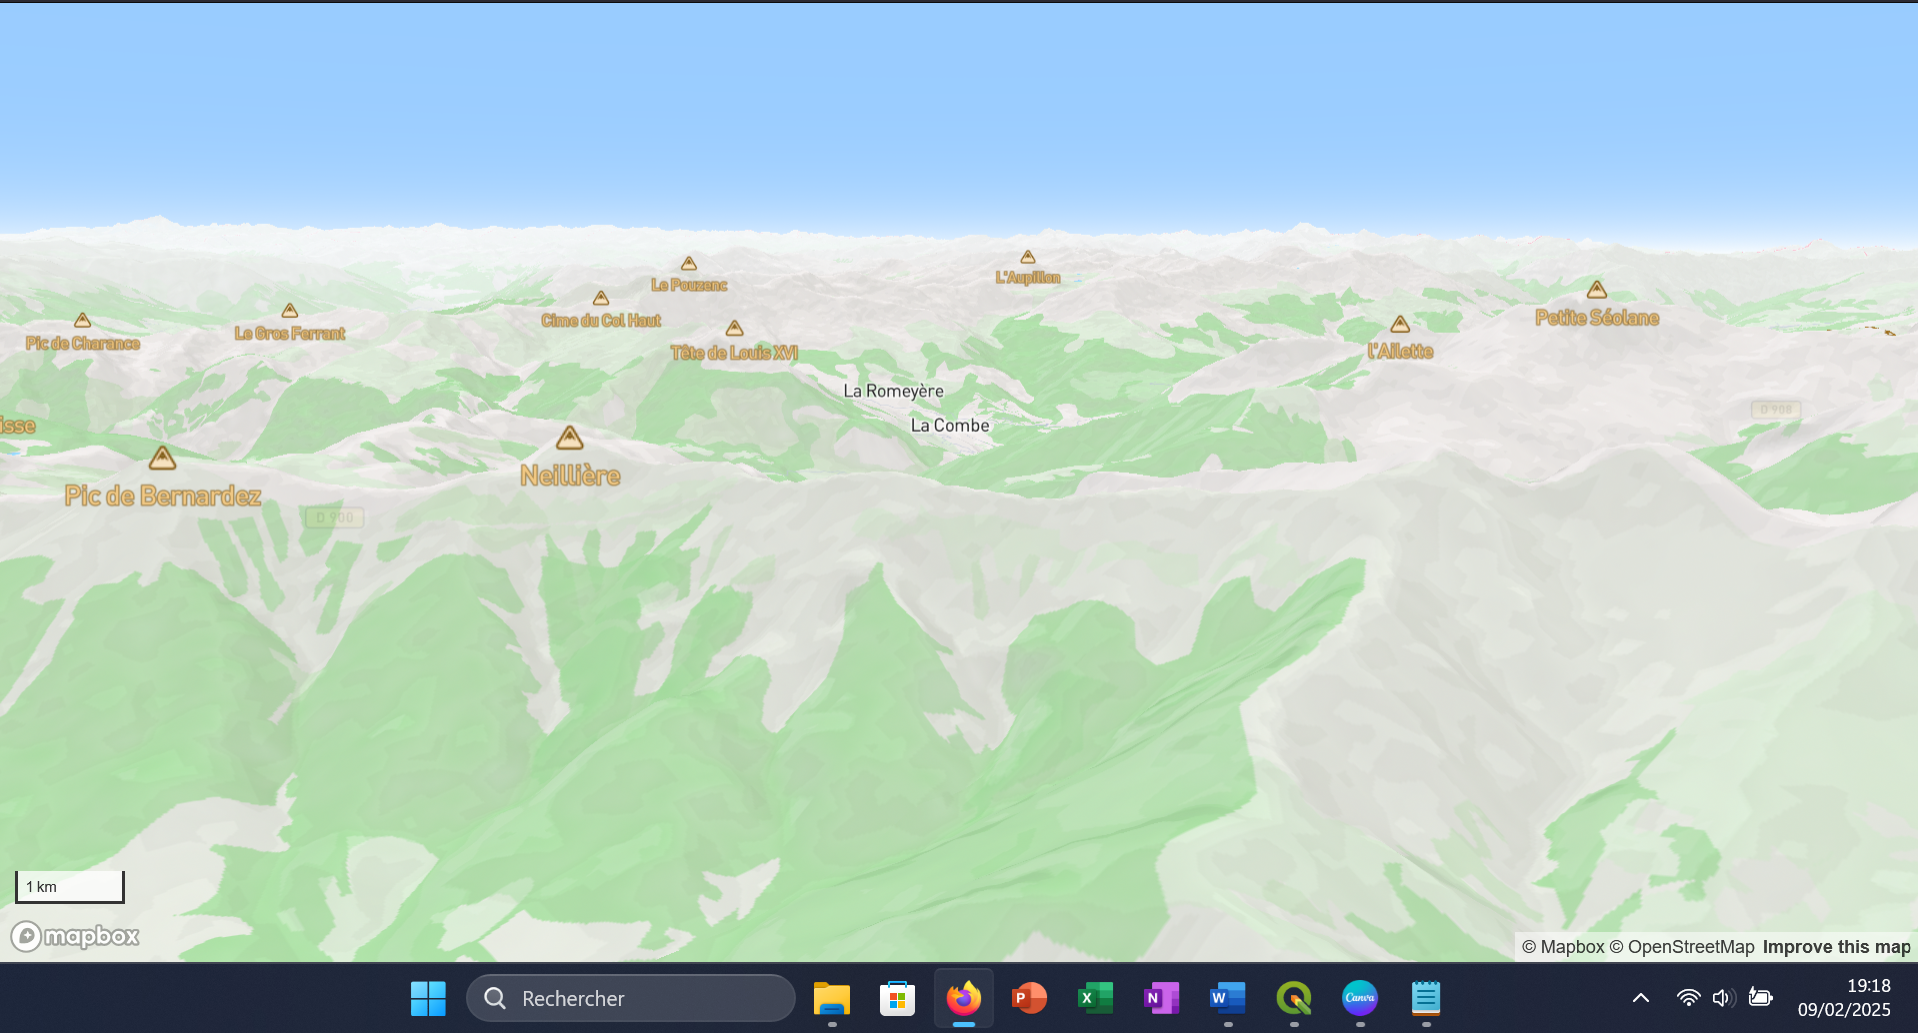 Le Pouzenc
L'Aupillon
Cime du Col Haut
Petite Séolane
Pic de Charance
Le Gros Ferrant
Tête de Louis XVI
l'Ailette
La Romeyère
D 908
isse
La Combe
Neillière
Pic de Bernardez
D 900
1 km
mapbox
© Mapbox © OpenStreetMap Improve this map
Rechercher
P
X
N
W
Canva
19:18
09/02/2025